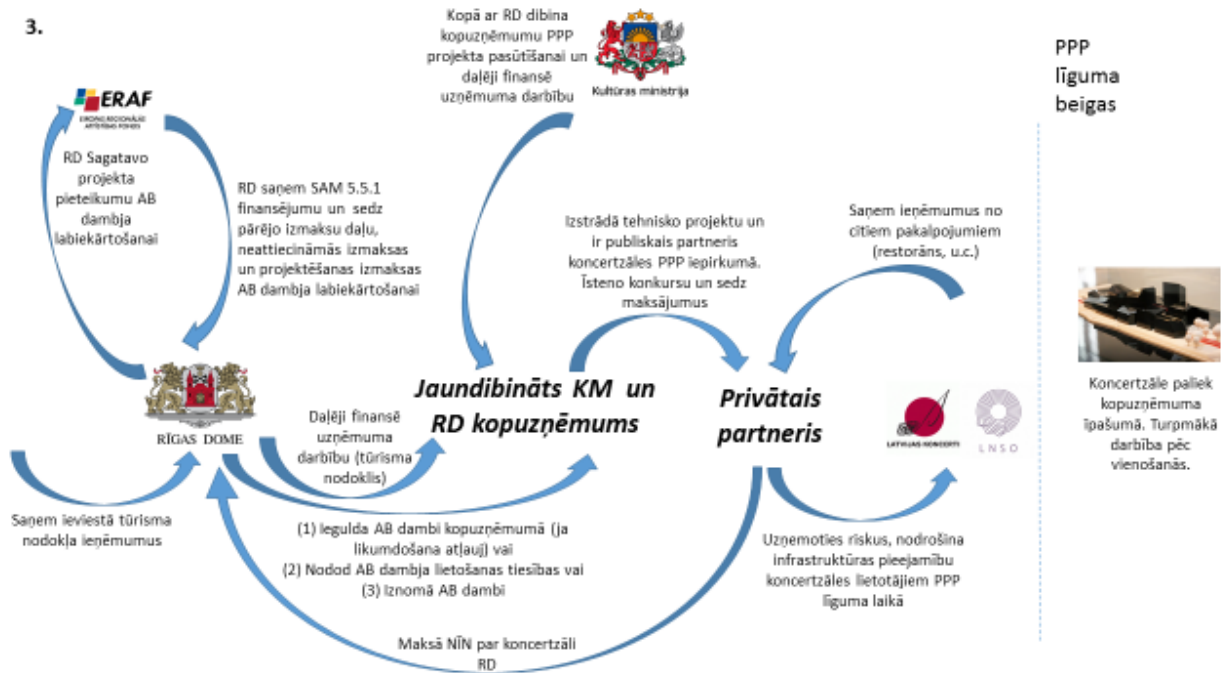 3.
Kopā ar RD dibina
kopuzņēmumu PPP
projekta pasūtīšanai un
daļēji finansē
uzņēmuma darbību
Kultūras ministrija
PPP
līguma
beigas
ERAF
EIROPAS REGIONĀLĀS
ATTĪSTĪBAS FONDS
RD Sagatavo
projekta
pieteikumu AB
dambja
labiekārtošanai
RD saņem SAM 5.5.1
finansējumu un sedz
pārējo izmaksu daļu,
neattiecināmās izmaksas
un projektēšanas izmaksas
AB dambja labiekārtošanai
Izstrādā tehnisko projektu un
ir publiskais partneris
koncertzāles PPP iepirkumā.
Īsteno konkursu un sedz
maksājumus
Saņem ieņēmumus no
citiem pakalpojumiem
(restorāns, u.c.)
RĪGAS DOME
Jaundibināts KM un
RD kopuzņēmums
Privātais
partneris
LATVIJAS KONCERTI
LNSO
Koncertzāle paliek
kopuzņēmuma
īpašumā. Turpmākā
darbība pēc
vienošanās.
Daļēji finansē
uzņēmuma
darbību (tūrisma
nodoklis)
Saņem ieviestā tūrisma
nodokļa ieņēmumus
(1) Iegulda AB dambi kopuzņēmumā (ja
likumdošana atļauj) vai
(2) Nodod AB dambja lietošanas tiesības vai
(3) Iznomā AB dambi
Uzņemoties riskus, nodrošina
infrastruktūras pieejamību
koncertzāles lietotājiem PPP
līguma laikā
Maksā NĪN par koncertzāli
RD